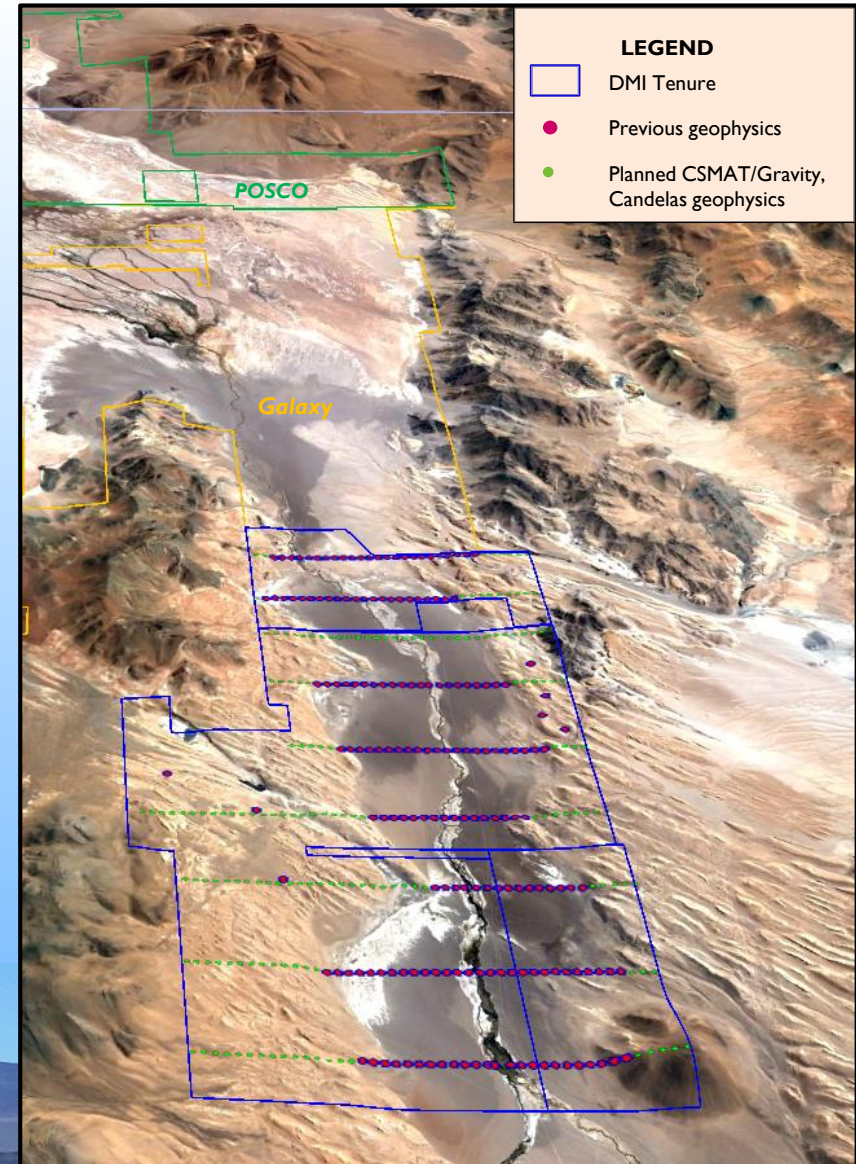 LEGEND
DMI Tenure
Previous geophysics
Planned CSMAT/Gravity,
Candelas geophysics
POSCO
Galaxy